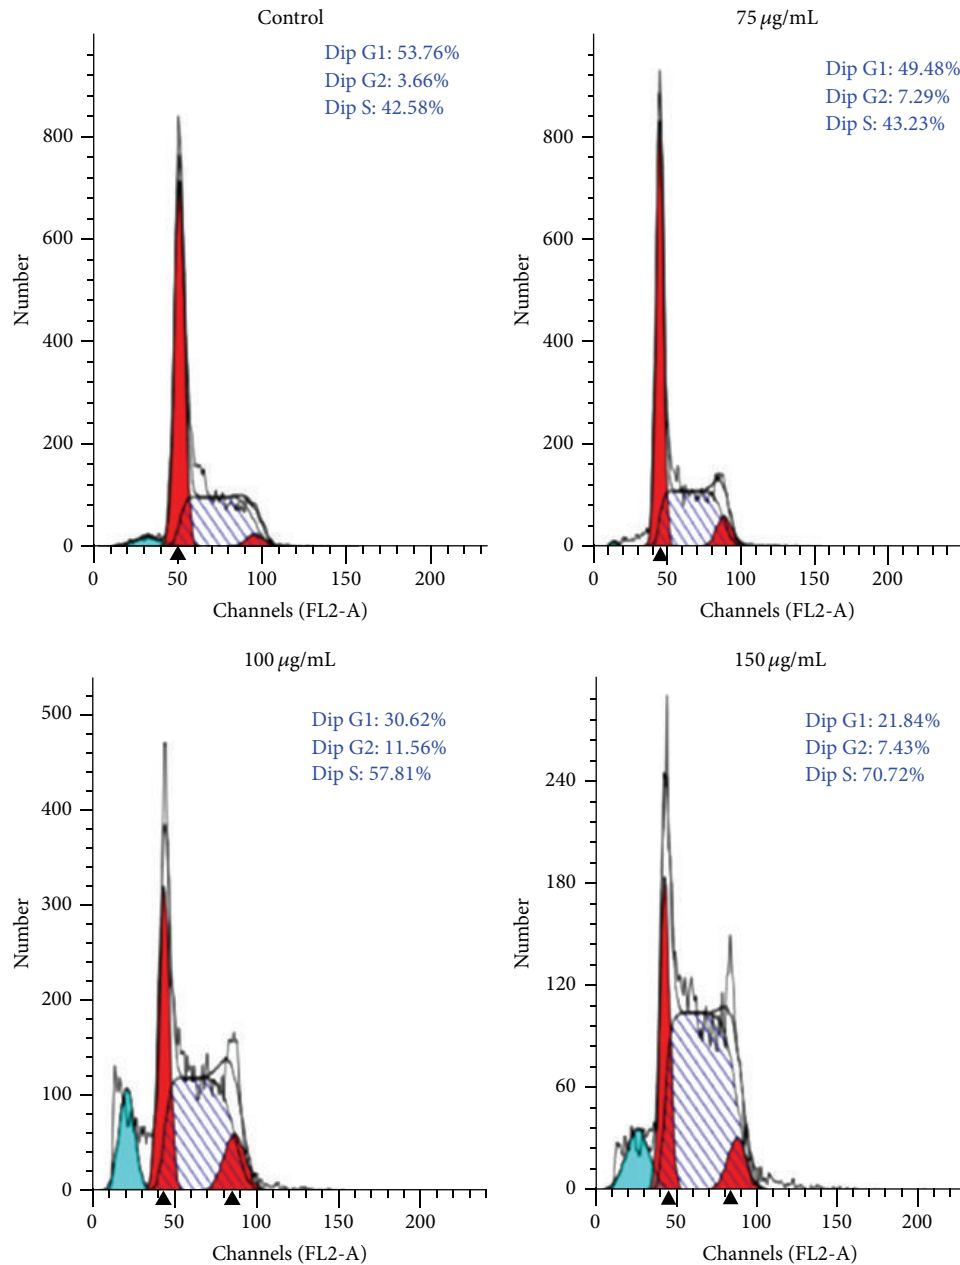 Control
Dip G1: 53.76%
Dip G2: 3.66%
Dip S: 42.58%
800
600
400
200
0
Number
0 50 100 150 200
Channels (FL2-A)
75 μg/mL
Dip G1: 49.48%
Dip G2: 7.29%
Dip S: 43.23%
800
600
400
200
0
Number
0 50 100 150 200
Channels (FL2-A)
100 μg/mL
Dip G1: 30.62%
Dip G2: 11.56%
Dip S: 57.81%
500
400
300
200
100
0
Number
0 50 100 150 200
Channels (FL2-A)
150 μg/mL
Dip G1: 21.84%
Dip G2: 7.43%
Dip S: 70.72%
240
180
120
60
0
Number
0 50 100 150 200
Channels (FL2-A)